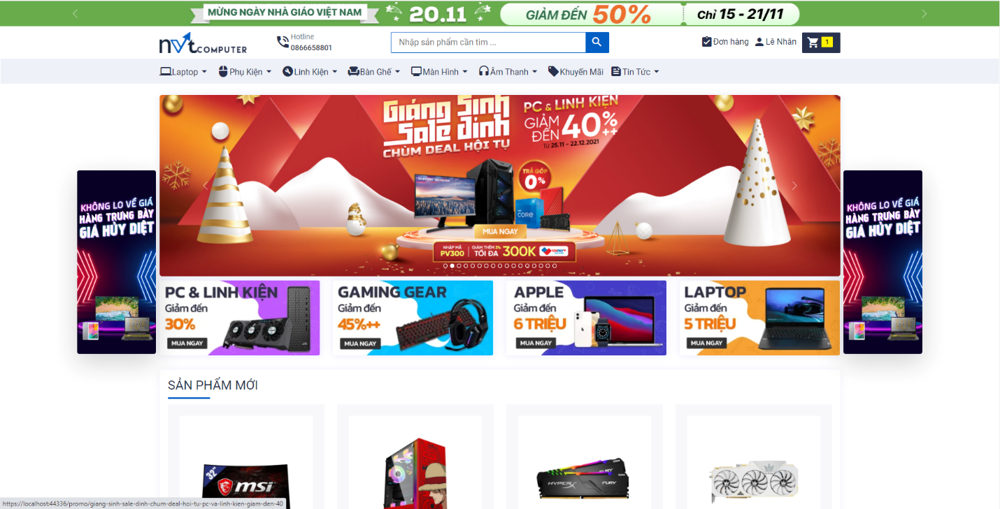 MỪNG NGÀY NHÀ GIÁO VIỆT NAM 20.11 GIẢM ĐẾN 50% Chỉ 15 - 21/11
nvt COMPUTER
Hotline
0866658801
Nhập sản phẩm cần tìm ...
Đơn hàng
Lê Nhân
1
Laptop
Phụ Kiện
Linh Kiện
Bàn Ghế
Màn Hình
Âm Thanh
Khuyến Mãi
Tin Tức
Giáng Sinh
Sale Đỉnh
CHÙM DEAL HỘI TỤ
PC & LINH KIỆN
GIẢM ĐẾN 40%++
Từ 25.11 - 22.12.2021
TRẢ GÓP
0%
CORE
MUA NGAY
NHẬP MÃ
PV300
GIẢM THÊM 3%
TỐI ĐA 300K
VNPAY
KHÔNG LO VỀ GIÁ
HÀNG TRƯNG BÀY
GIÁ HỦY DIỆT
KHÔNG LO VỀ GIÁ
HÀNG TRƯNG BÀY
GIÁ HỦY DIỆT
PC & LINH KIỆN
Giảm đến
30%
MUA NGAY
GAMING GEAR
Giảm đến
45%++
MUA NGAY
APPLE
Giảm đến
6 TRIỆU
MUA NGAY
LAPTOP
Giảm đến
5 TRIỆU
MUA NGAY
SẢN PHẨM MỚI
32"
msi
HYPERX FURY
FURY
https://localhost:44336/promo/giang-sinh-sale-dinh-chum-deal-hoi-tu-pc-va-linh-kien-giam-den-40